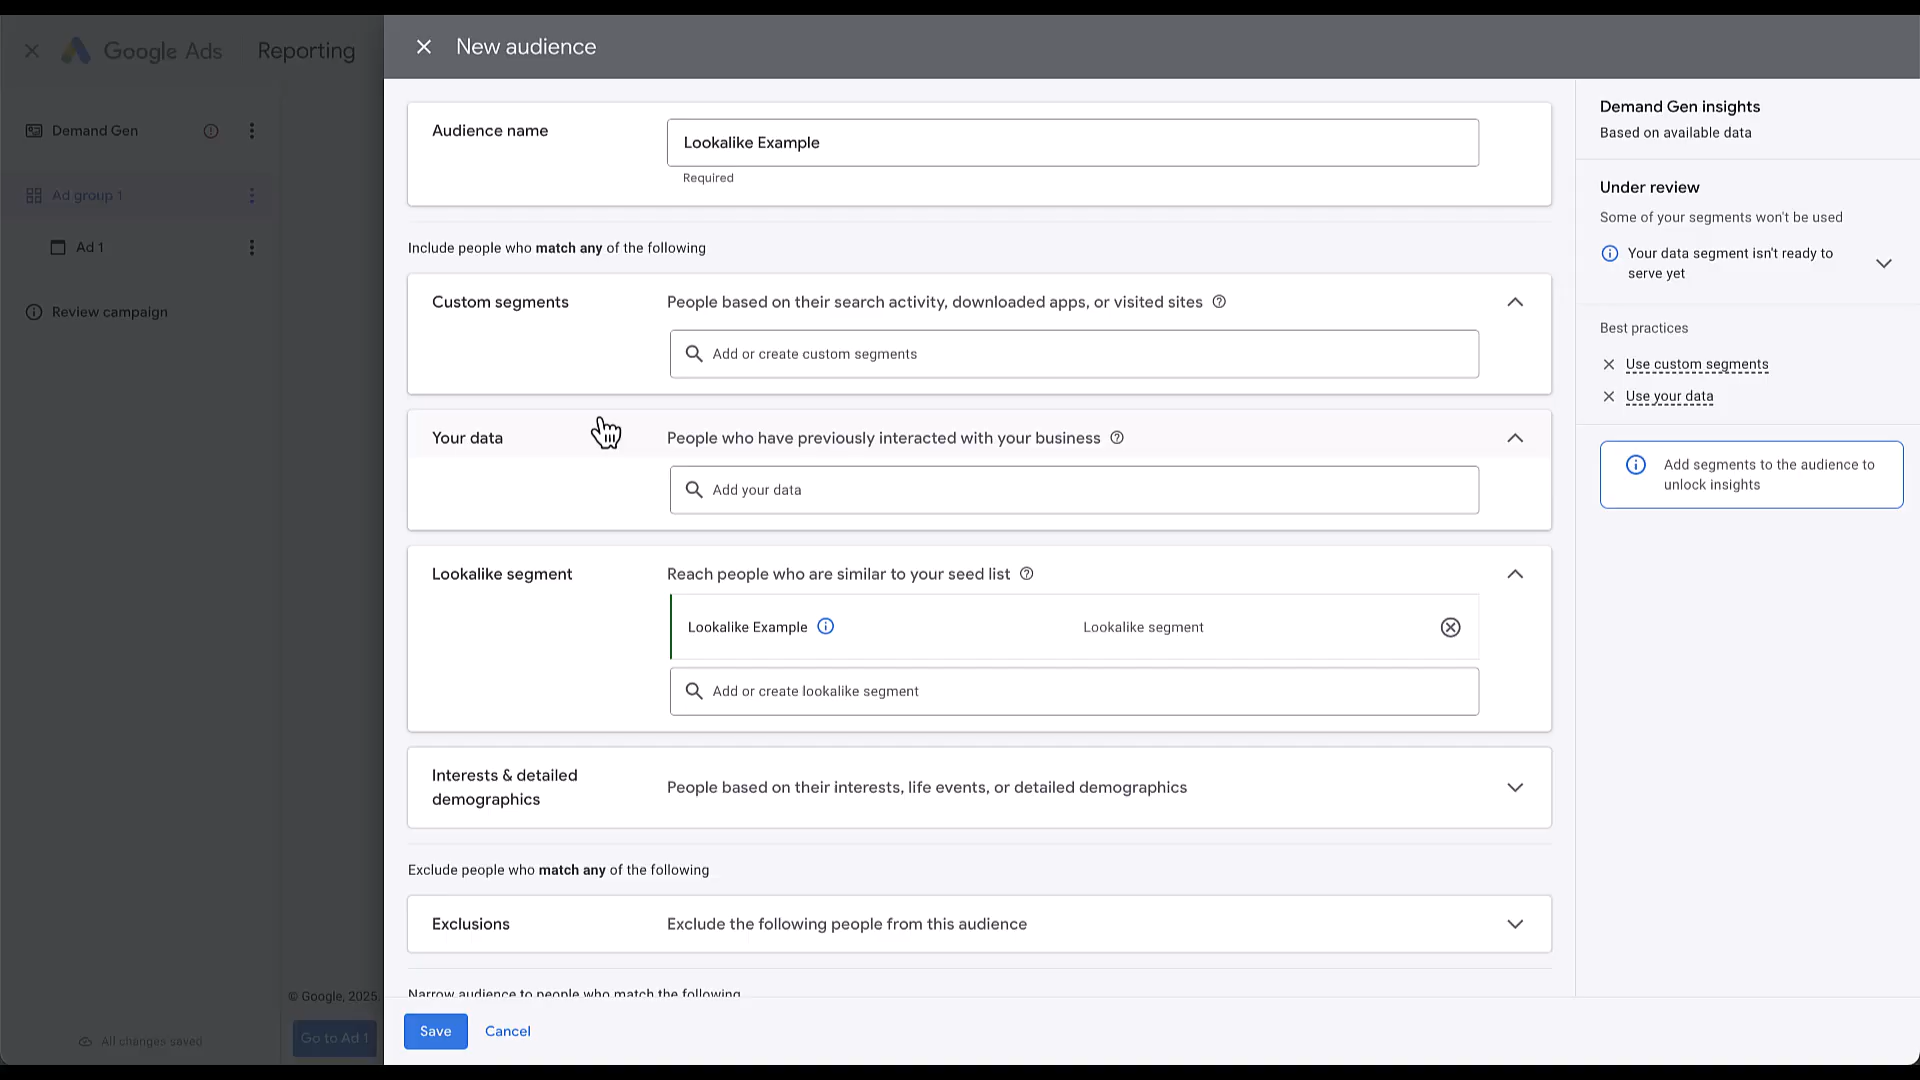 Google Ads
Reporting
New audience
Demand Gen
Ad group 1
Ad 1
Review campaign
Audience name
Lookalike Example
Required
Include people who match any of the following
Custom segments
People based on their search activity, downloaded apps, or visited sites
Add or create custom segments
Your data
People who have previously interacted with your business
Add your data
Lookalike segment
Reach people who are similar to your seed list
Lookalike Example
Lookalike segment
Add or create lookalike segment
Interests & detailed
demographics
People based on their interests, life events, or detailed demographics
Exclude people who match any of the following
Exclusions
Exclude the following people from this audience
Narrow audience to people who match the following
© Google, 2025
All changes saved
Go to Ad 1
Save
Cancel
Demand Gen insights
Based on available data
Under review
Some of your segments won't be used
Your data segment isn't ready to
serve yet
Best practices
Use custom segments
Use your data
Add segments to the audience to
unlock insights